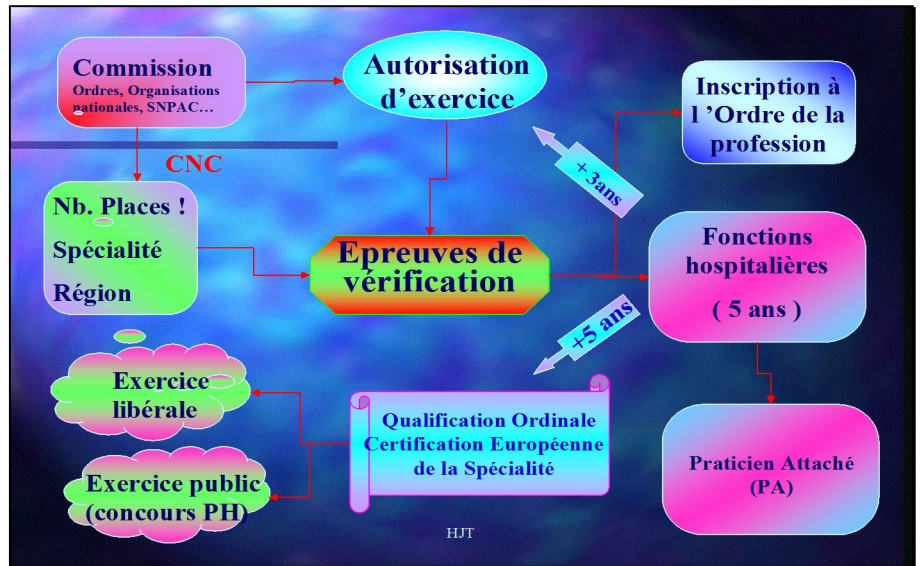 Commission
Ordres, Organisations
nationales, SNPAC…
Autorisation
d’exercice
Inscription à
l ’Ordre de la
profession
CNC
+3ans
Nb. Places !
Spécialité
Région
Epreuves de
vérification
Fonctions
hospitalières
( 5 ans )
+5 ans
Exercice
libérale
Qualification Ordinale
Certification Européenne
de la Spécialité
Praticien Attaché
(PA)
Exercice public
(concours PH)
HJT